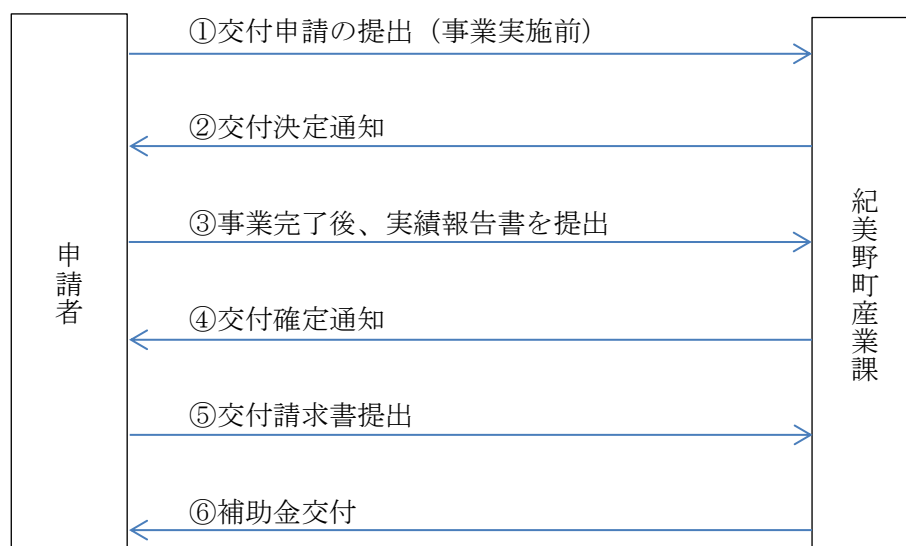 ①交付申請の提出（事業実施前）
②交付決定通知
③事業完了後、実績報告書を提出
④交付確定通知
⑤交付請求書提出
⑥補助金交付
申請者
紀美野町産業課